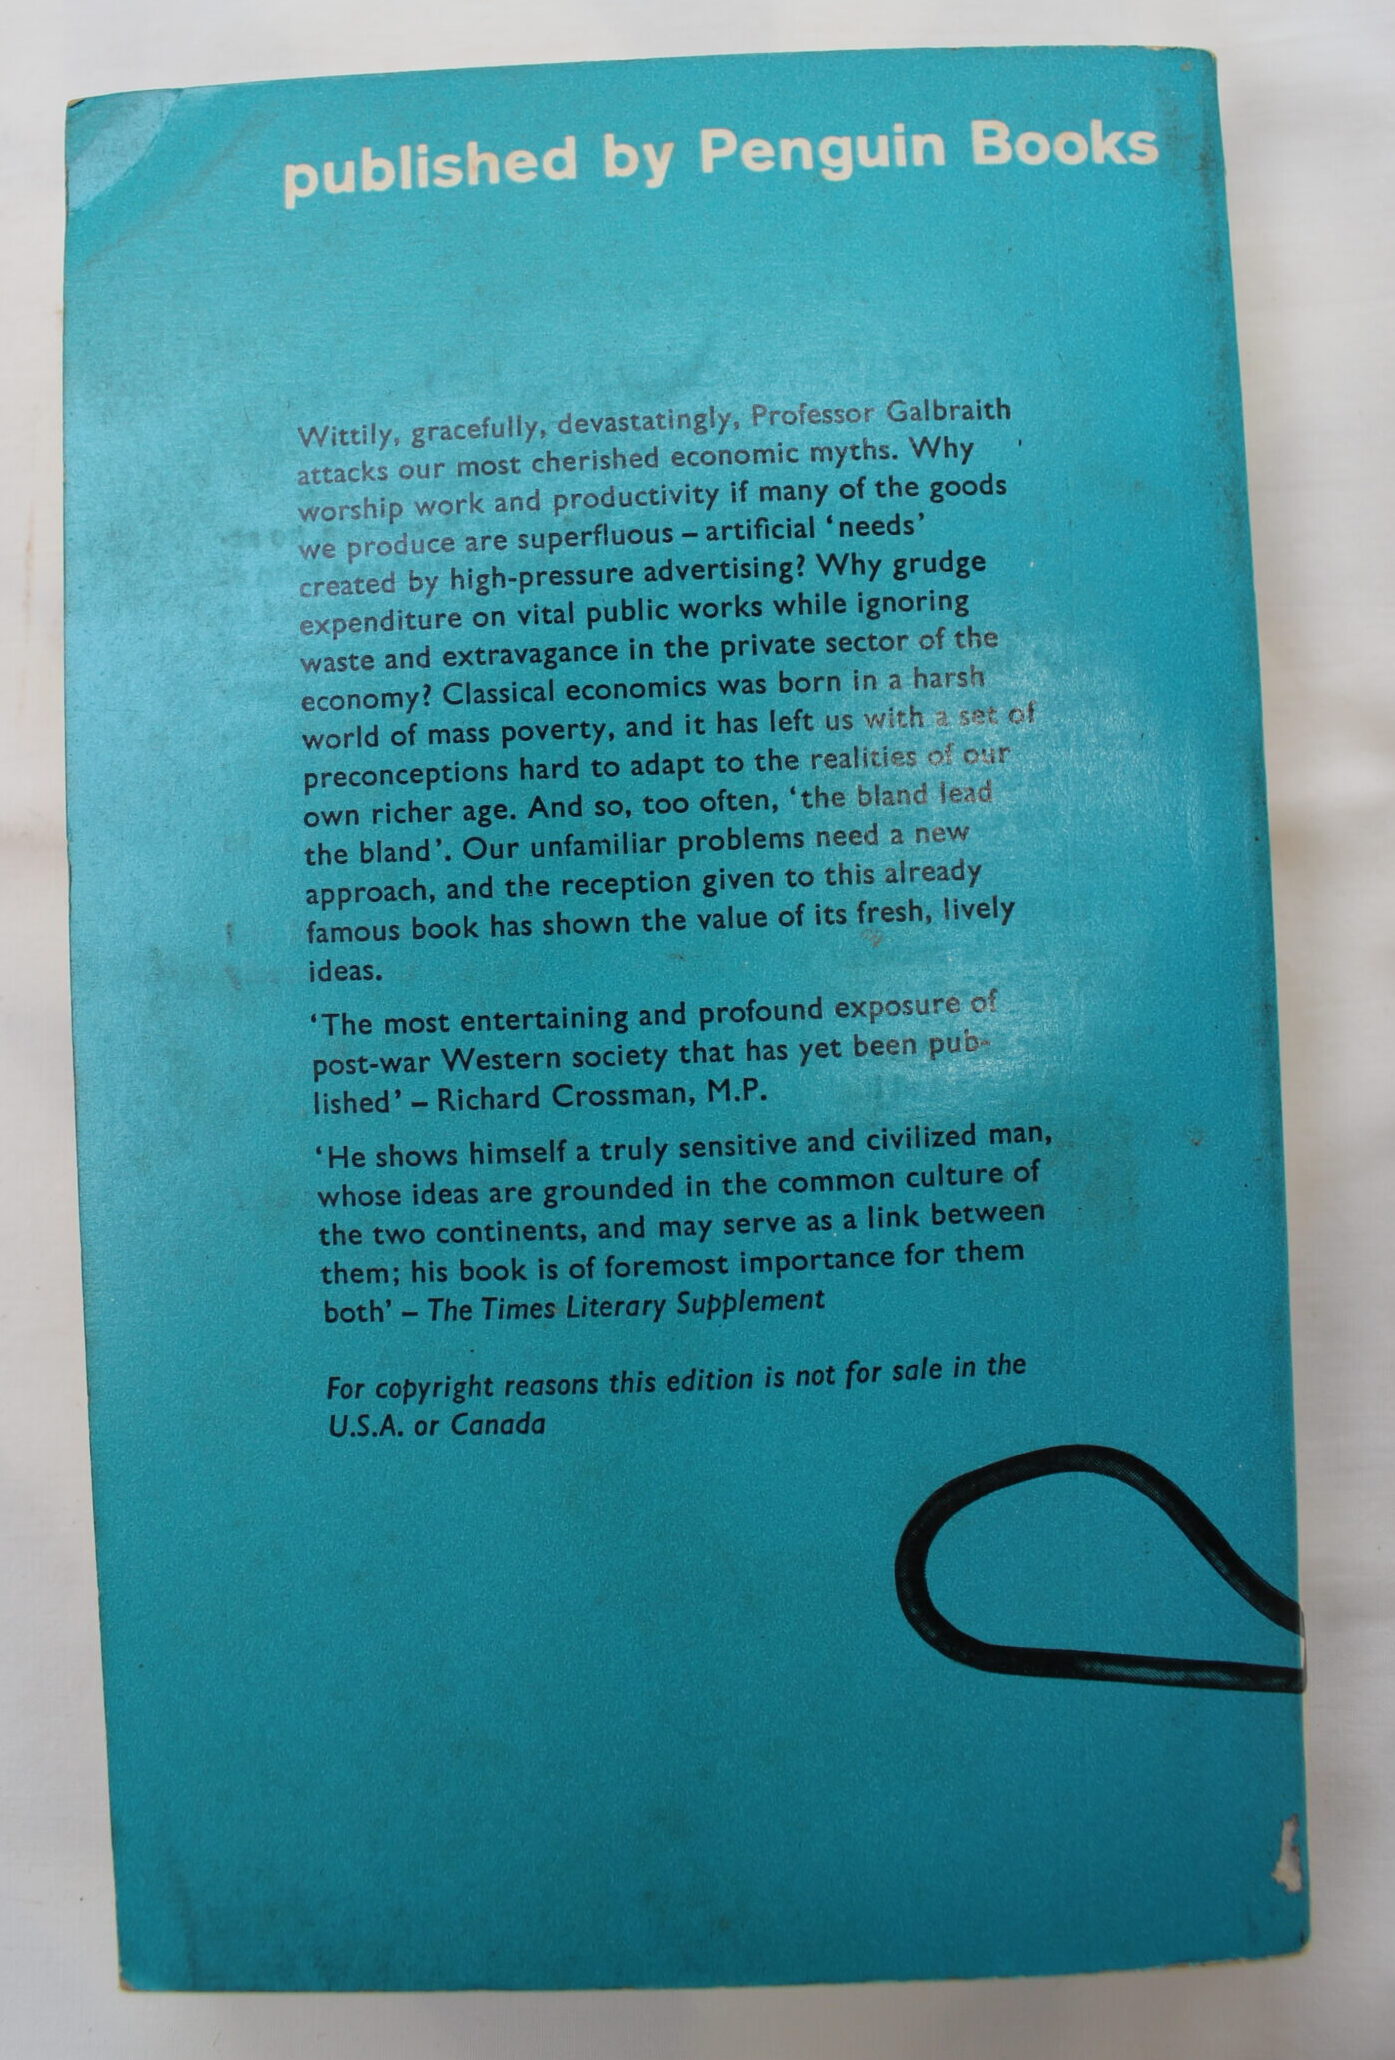 published by Penguin Books
Wittily, gracefully, devastatingly, Professor Galbraith
attacks our most cherished economic myths. Why
worship work and productivity if many of the goods
we produce are superfluous – artificial ‘needs’
created by high-pressure advertising? Why grudge
expenditure on vital public works while ignoring
waste and extravagance in the private sector of the
economy? Classical economics was born in a harsh
world of mass poverty, and it has left us with a set of
preconceptions hard to adapt to the realities of our
own richer age. And so, too often, ‘the bland lead
the bland’. Our unfamiliar problems need a new
approach, and the reception given to this already
famous book has shown the value of its fresh, lively
ideas.
‘The most entertaining and profound exposure of
post-war Western society that has yet been pub-
lished’ – Richard Crossman, M.P.
‘He shows himself a truly sensitive and civilized man,
whose ideas are grounded in the common culture of
the two continents, and may serve as a link between
them; his book is of foremost importance for them
both’ – The Times Literary Supplement
For copyright reasons this edition is not for sale in the
U.S.A. or Canada